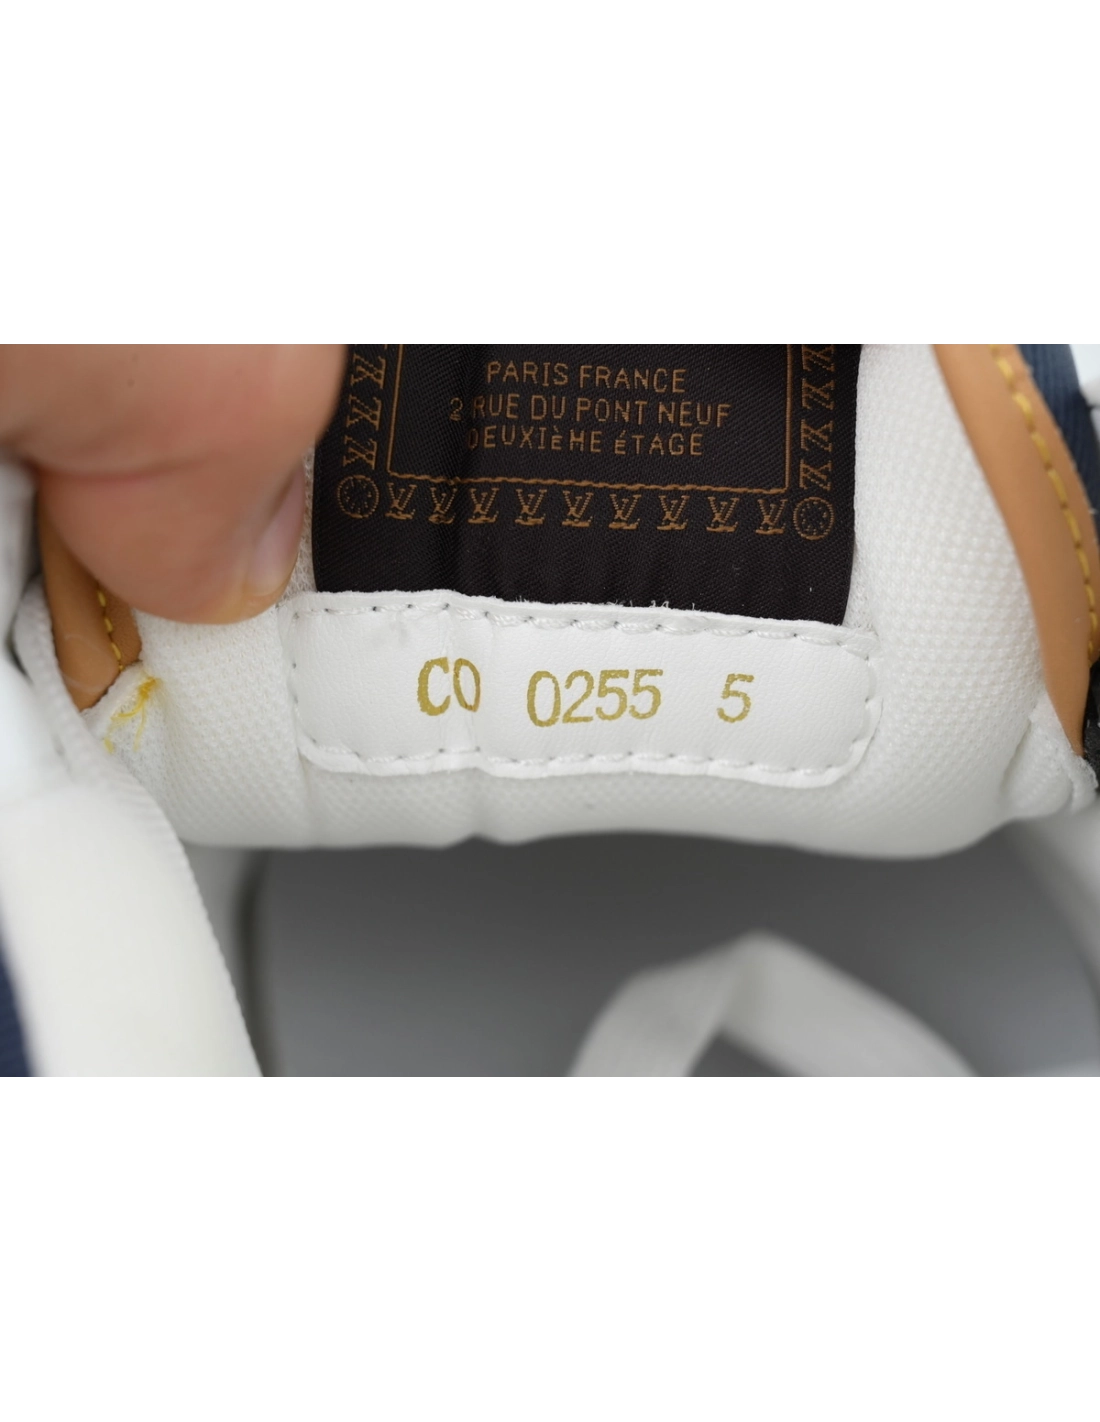 PARIS FRANCE
2 RUE DU PONT NEUF
DEUXIÈME ÉTAGE
CO 0255 5